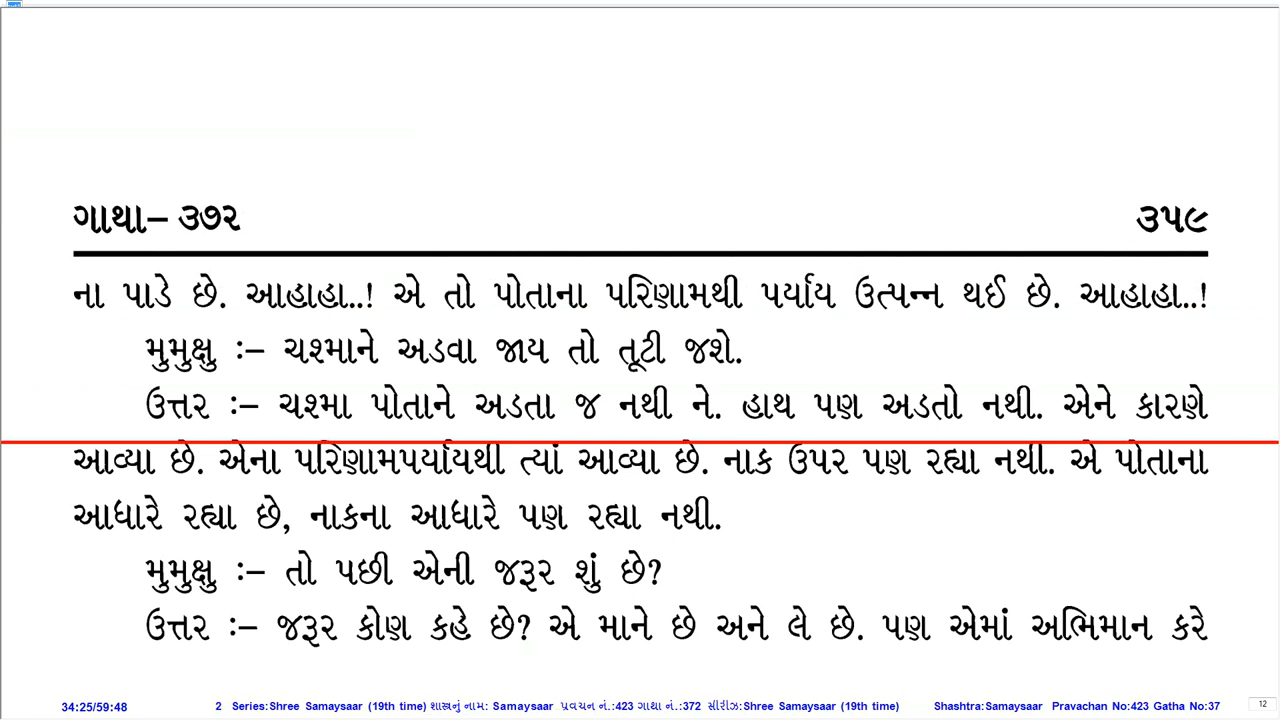 ગાથા– ૩૭૨ ૩૫૯
ના પાડે છે. આહાહા..! એ તો પોતાના પરિણામથી પર્યાય ઉત્પન્ન થઈ છે. આહાહા..!
મુમુક્ષુ :– ચશ્માને અડવા જાય તો તૂટી જશે.
ઉત્તર :– ચશ્મા પોતાને અડતા જ નથી ને. હાથ પણ અડતો નથી. એને કારણે
આવ્યા છે. એના પરિણામપર્યાયથી ત્યાં આવ્યા છે. નાક ઉપર પણ રહ્યા નથી. એ પોતાના
આધારે રહ્યા છે, નાકના આધારે પણ રહ્યા નથી.
મુમુક્ષુ :– તો પછી એની જરૂર શું છે?
ઉત્તર :– જરૂર કોણ કહે છે? એ માને છે અને લે છે. પણ એમાં અભિમાન કરે
34:25/59:48 2 Series:Shree Samaysaar (19th time) શાસ્ત્રનું નામ: Samaysaar પ્રવચન નં.:423 ગાથા નં.:372 સીરીઝ:Shree Samaysaar (19th time) Shashtra:Samaysaar Pravachan No:423 Gatha No:37 12